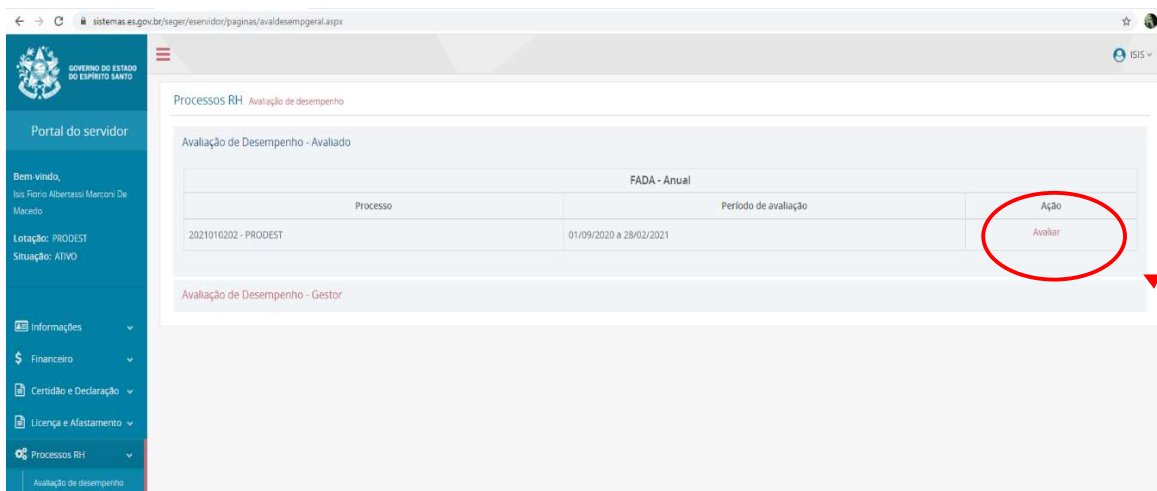 sistemas.es.gov.br/seger/eservidor/paginas/avaldesempgeral.aspx
GOVERNO DO ESTADO
DO ESPÍRITO SANTO
ISIS
Portal do servidor
Bem-vindo,
Isis Fiorio Albertassi Marconi De
Macedo
Lotação: PRODEST
Situação: ATIVO
Informações
$ Financeiro
Certidão e Declaração
Licença e Afastamento
Processos RH
Avaliação de desempenho
Processos RH Avaliação de desempenho
Avaliação de Desempenho - Avaliado
FADA - Anual
Processo Período de avaliação Ação
2021010202 - PRODEST 01/09/2020 a 28/02/2021 Avaliar
Avaliação de Desempenho - Gestor